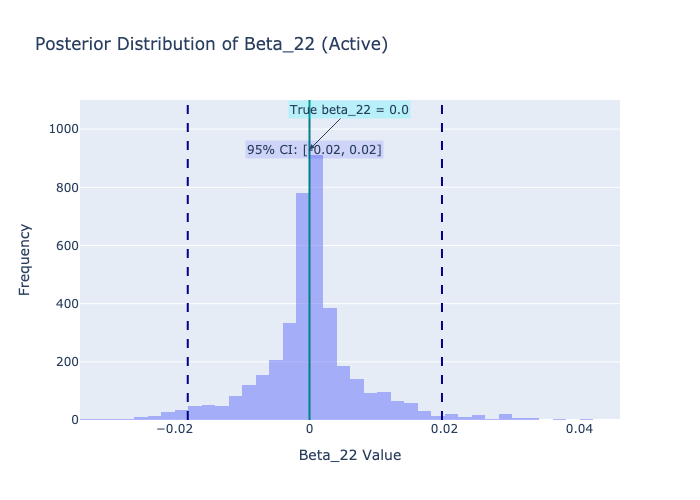 Posterior Distribution of Beta_22 (Active)
True beta_22 = 0.0
95% CI: [-0.02, 0.02]
1000
800
600
400
200
0
Frequency
−0.02
0
0.02
0.04
Beta_22 Value